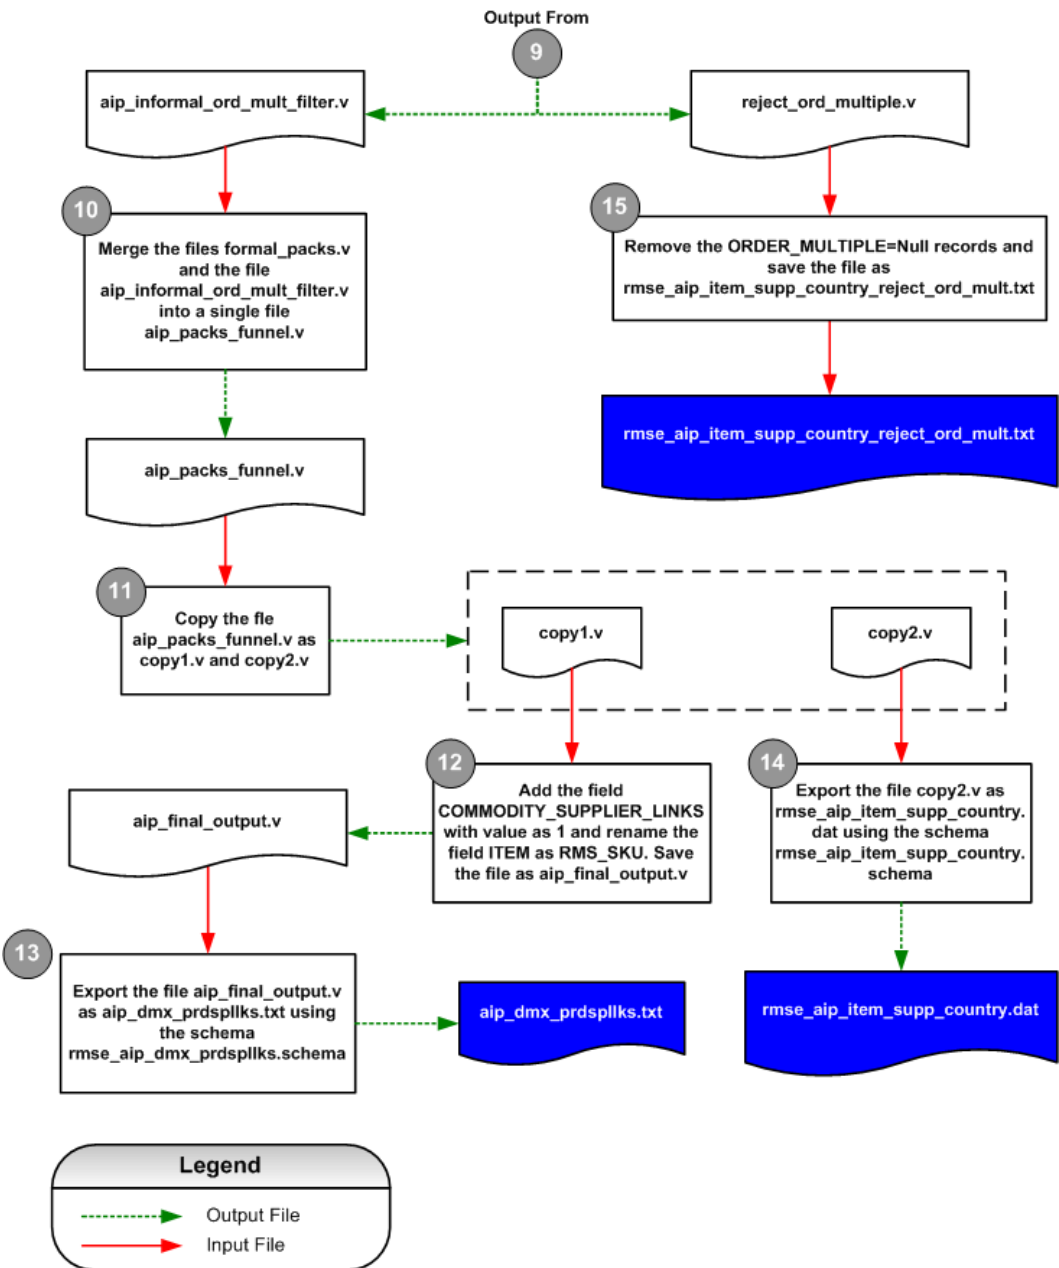 Output From
9
aip_informal_ord_mult_filter.v
reject_ord_multiple.v
10
Merge the files formal_packs.v
and the file
aip_informal_ord_mult_filter.v
into a single file
aip_packs_funnel.v
15
Remove the ORDER_MULTIPLE=Null records and
save the file as
rmse_aip_item_supp_country_reject_ord_mult.txt
rmse_aip_item_supp_country_reject_ord_mult.txt
aip_packs_funnel.v
11
Copy the fle
aip_packs_funnel.v as
copy1.v and copy2.v
copy1.v
copy2.v
12
Add the field
COMMODITY_SUPPLIER_LINKS
with value as 1 and rename the
field ITEM as RMS_SKU. Save
the file as aip_final_output.v
14
Export the file copy2.v as
rmse_aip_item_supp_country.
dat using the schema
rmse_aip_item_supp_country.
schema
aip_final_output.v
13
Export the file aip_final_output.v
as aip_dmx_prdspllks.txt using
the schema
rmse_aip_dmx_prdspllks.schema
aip_dmx_prdspllks.txt
rmse_aip_item_supp_country.dat
Legend
Output File
Input File